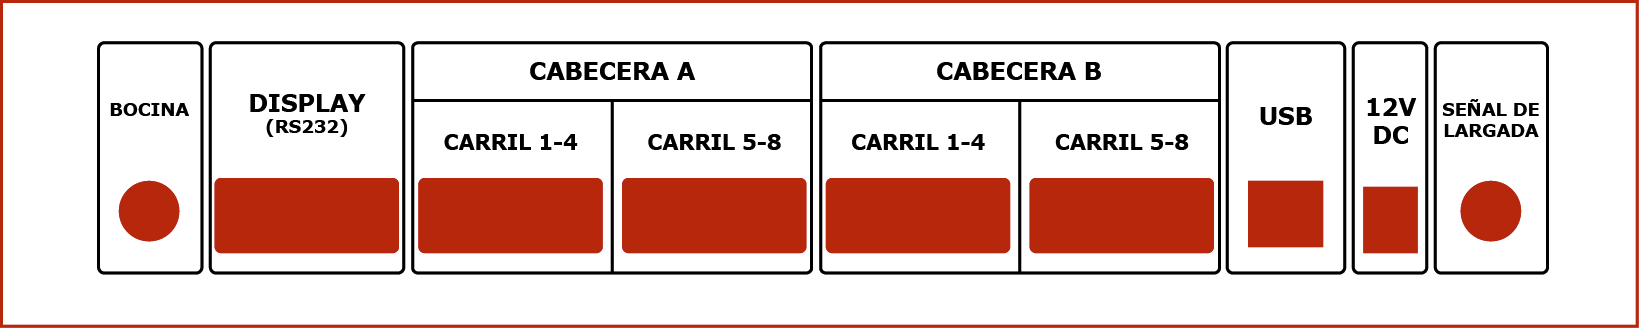 BOCINA
DISPLAY
(RS232)
CABECERA A
CARRIL 1-4
CARRIL 5-8
CABECERA B
CARRIL 1-4
CARRIL 5-8
USB
12V
DC
SEÑAL DE
LARGADA